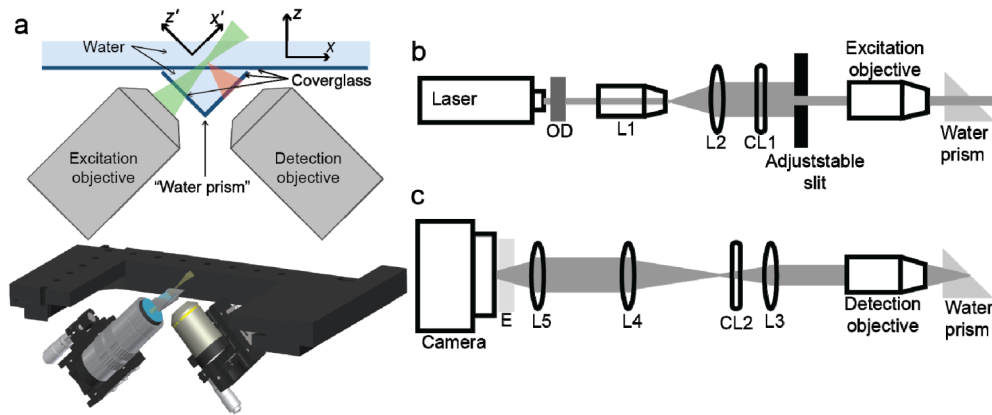 a
z'
x'
z
x
Water
Coverglass
Excitation
objective
Detection
objective
"Water prism"
b
Laser
OD
L1
L2
CL1
Adjuststable
slit
Excitation
objective
Water
prism
c
Camera
E
L5
L4
CL2
L3
Detection
objective
Water
prism